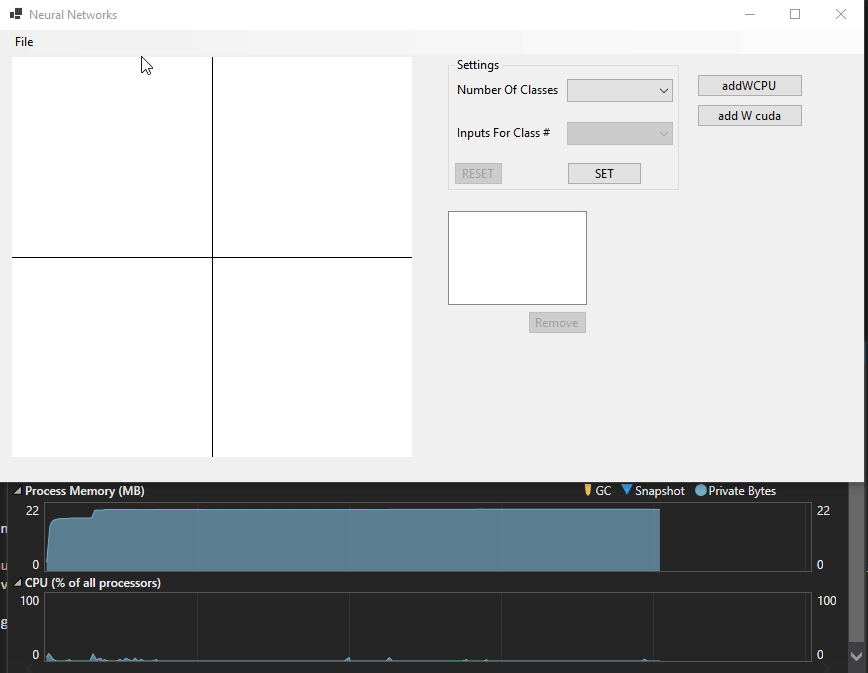 Neural Networks
File
Settings
Number Of Classes
addWCPU
Inputs For Class #
add W cuda
RESET
SET
Remove
Process Memory (MB)
GC
Snapshot
Private Bytes
22
22
0
0
CPU (% of all processors)
100
100
0
0